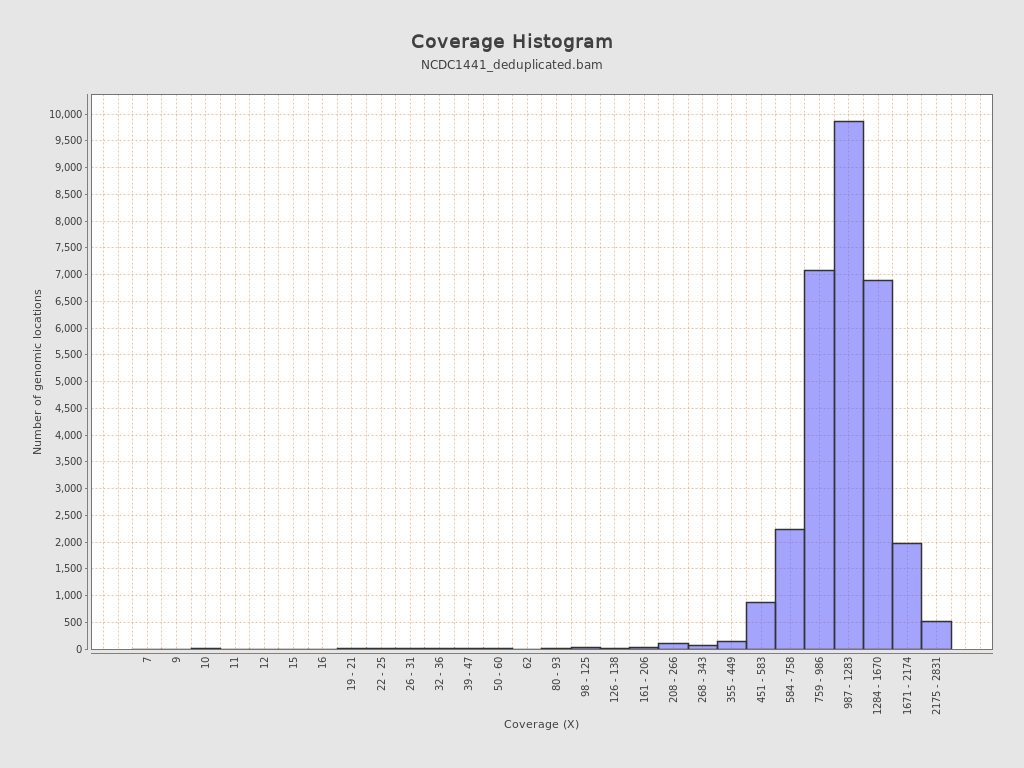 Coverage Histogram
NCDC1441_deduplicated.bam
Number of genomic locations
10,000
9,500
9,000
8,500
8,000
7,500
7,000
6,500
6,000
5,500
5,000
4,500
4,000
3,500
3,000
2,500
2,000
1,500
1,000
500
0
7
9
10
11
12
15
16
19 - 21
22 - 25
26 - 31
32 - 36
39 - 47
50 - 60
62
80 - 93
98 - 125
126 - 138
161 - 206
208 - 266
268 - 343
355 - 449
451 - 583
584 - 758
759 - 986
987 - 1283
1284 - 1670
1671 - 2174
2175 - 2831
Coverage (X)